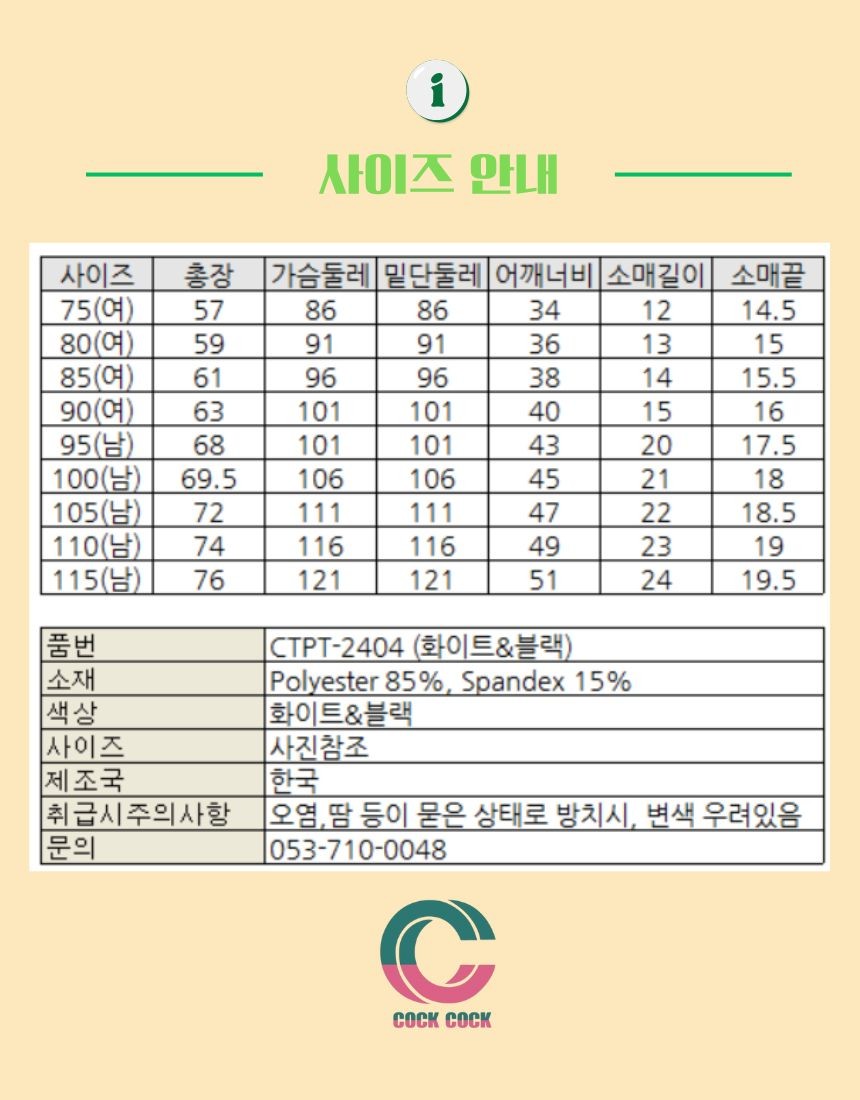 i
사이즈 안내
사이즈 총장 가슴둘레 밑단둘레 어깨너비 소매길이 소매끝
75(여) 57 86 86 34 12 14.5
80(여) 59 91 91 36 13 15
85(여) 61 96 96 38 14 15.5
90(여) 63 101 101 40 15 16
95(남) 68 101 101 43 20 17.5
100(남) 69.5 106 106 45 21 18
105(남) 72 111 111 47 22 18.5
110(남) 74 116 116 49 23 19
115(남) 76 121 121 51 24 19.5
품번 CTPT-2404 (화이트&블랙)
소재 Polyester 85%, Spandex 15%
색상 화이트&블랙
사이즈 사진참조
제조국 한국
취급시주의사항 오염,땀 등이 묻은 상태로 방치시, 변색 우려있음
문의 053-710-0048
COCK COCK